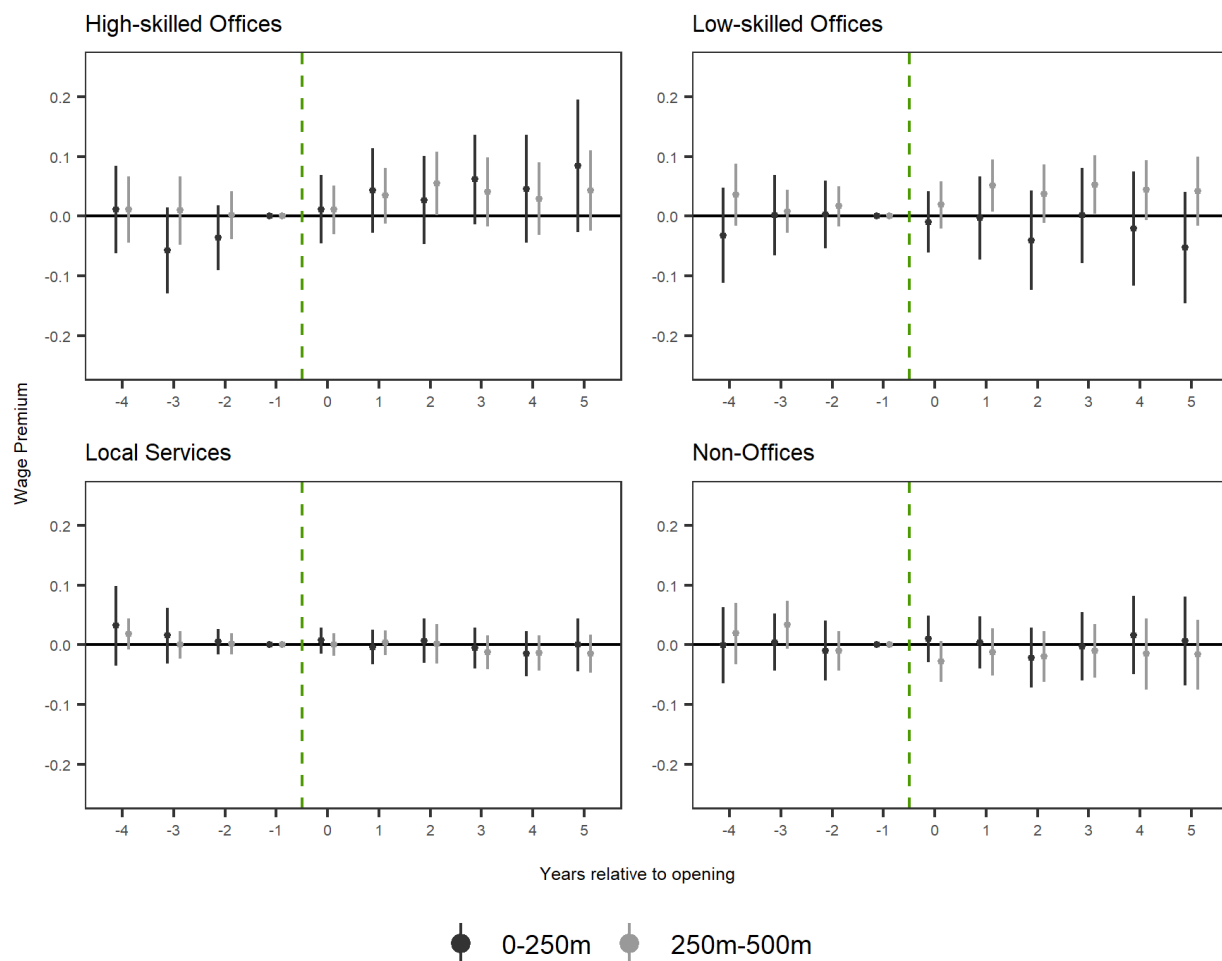 High-skilled Offices
Low-skilled Offices
0.2
0.1
0.0
-0.1
-0.2
-4 -3 -2 -1 0 1 2 3 4 5
0.2
0.1
0.0
-0.1
-0.2
-4 -3 -2 -1 0 1 2 3 4 5
Wage Premium
Local Services
Non-Offices
0.2
0.1
0.0
-0.1
-0.2
-4 -3 -2 -1 0 1 2 3 4 5
0.2
0.1
0.0
-0.1
-0.2
-4 -3 -2 -1 0 1 2 3 4 5
Years relative to opening
0-250m 250m-500m